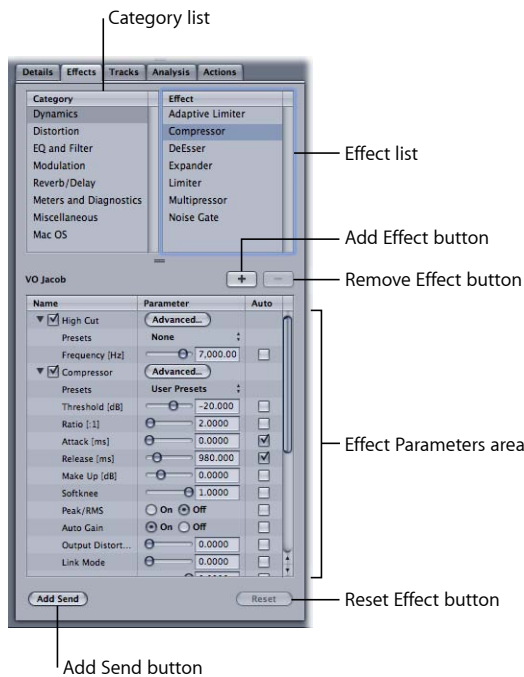 Category list
Details Effects Tracks Analysis Actions
Category Effect
Dynamics Adaptive Limiter
Distortion Compressor
EQ and Filter DeEsser
Modulation Expander
Reverb/Delay Limiter
Meters and Diagnostics Multipressor
Miscellaneous Noise Gate
Mac OS
Effect list
Add Effect button
VO Jacob + −
Remove Effect button
Name Parameter Auto
High Cut Advanced...
Presets None
Frequency [Hz] 7,000.00
Compressor Advanced...
Presets User Presets
Threshold [dB] -20.000
Ratio [:1] 2.0000
Attack [ms] 0.0000
Release [ms] 980.000
Make Up [dB] 0.0000
Softknee 1.0000
Peak/RMS On Off
Auto Gain On Off
Output Distort... 0.0000
Link Mode 0.0000
Effect Parameters area
Add Send Reset
Reset Effect button
Add Send button